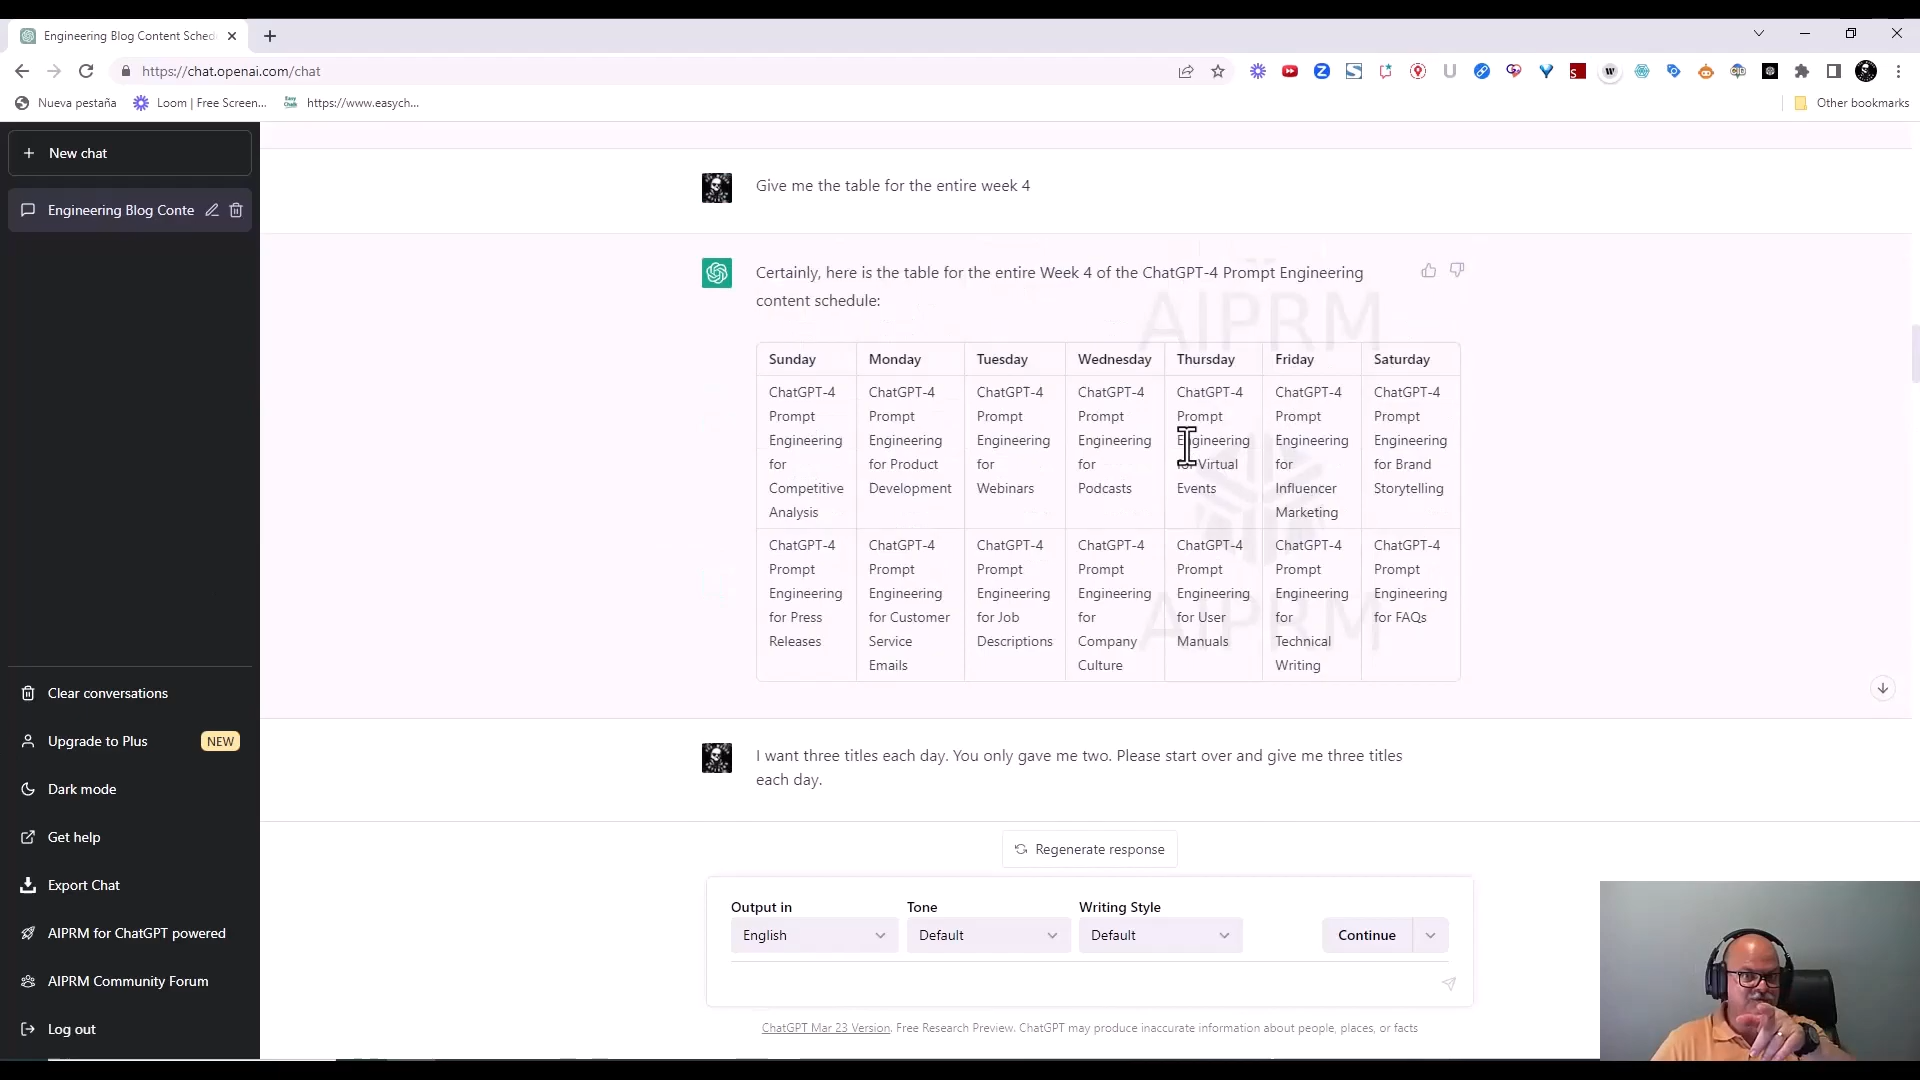 Engineering Blog Content Sched
https://chat.openai.com/chat
Nueva pestaña
Loom | Free Screen...
https://www.easych...
Other bookmarks
New chat
Engineering Blog Conte
Give me the table for the entire week 4
Certainly, here is the table for the entire Week 4 of the ChatGPT-4 Prompt Engineering
content schedule:
AIPRM
Sunday Monday Tuesday Wednesday Thursday Friday Saturday
ChatGPT-4 ChatGPT-4 ChatGPT-4 ChatGPT-4 ChatGPT-4 ChatGPT-4 ChatGPT-4
Prompt Prompt Prompt Prompt Prompt Prompt Prompt
Engineering Engineering Engineering Engineering Engineering Engineering Engineering
for for Product for for for Virtual for for Brand
Competitive Development Webinars Podcasts Events Influencer Storytelling
Analysis Marketing
ChatGPT-4 ChatGPT-4 ChatGPT-4 ChatGPT-4 ChatGPT-4 ChatGPT-4 ChatGPT-4
Prompt Prompt Prompt Prompt Prompt Prompt Prompt
Engineering Engineering Engineering Engineering Engineering Engineering Engineering
for Press for Customer for Job for for User for for FAQs
Releases Service Descriptions Company Manuals Technical
Emails Culture Writing
AIPRM
I want three titles each day. You only gave me two. Please start over and give me three titles
each day.
Clear conversations
Upgrade to Plus NEW
Dark mode
Get help
Export Chat
AIPRM for ChatGPT powered
AIPRM Community Forum
Log out
Regenerate response
Output in Tone Writing Style
English Default Default Continue
ChatGPT Mar 23 Version. Free Research Preview. ChatGPT may produce inaccurate information about people, places, or facts